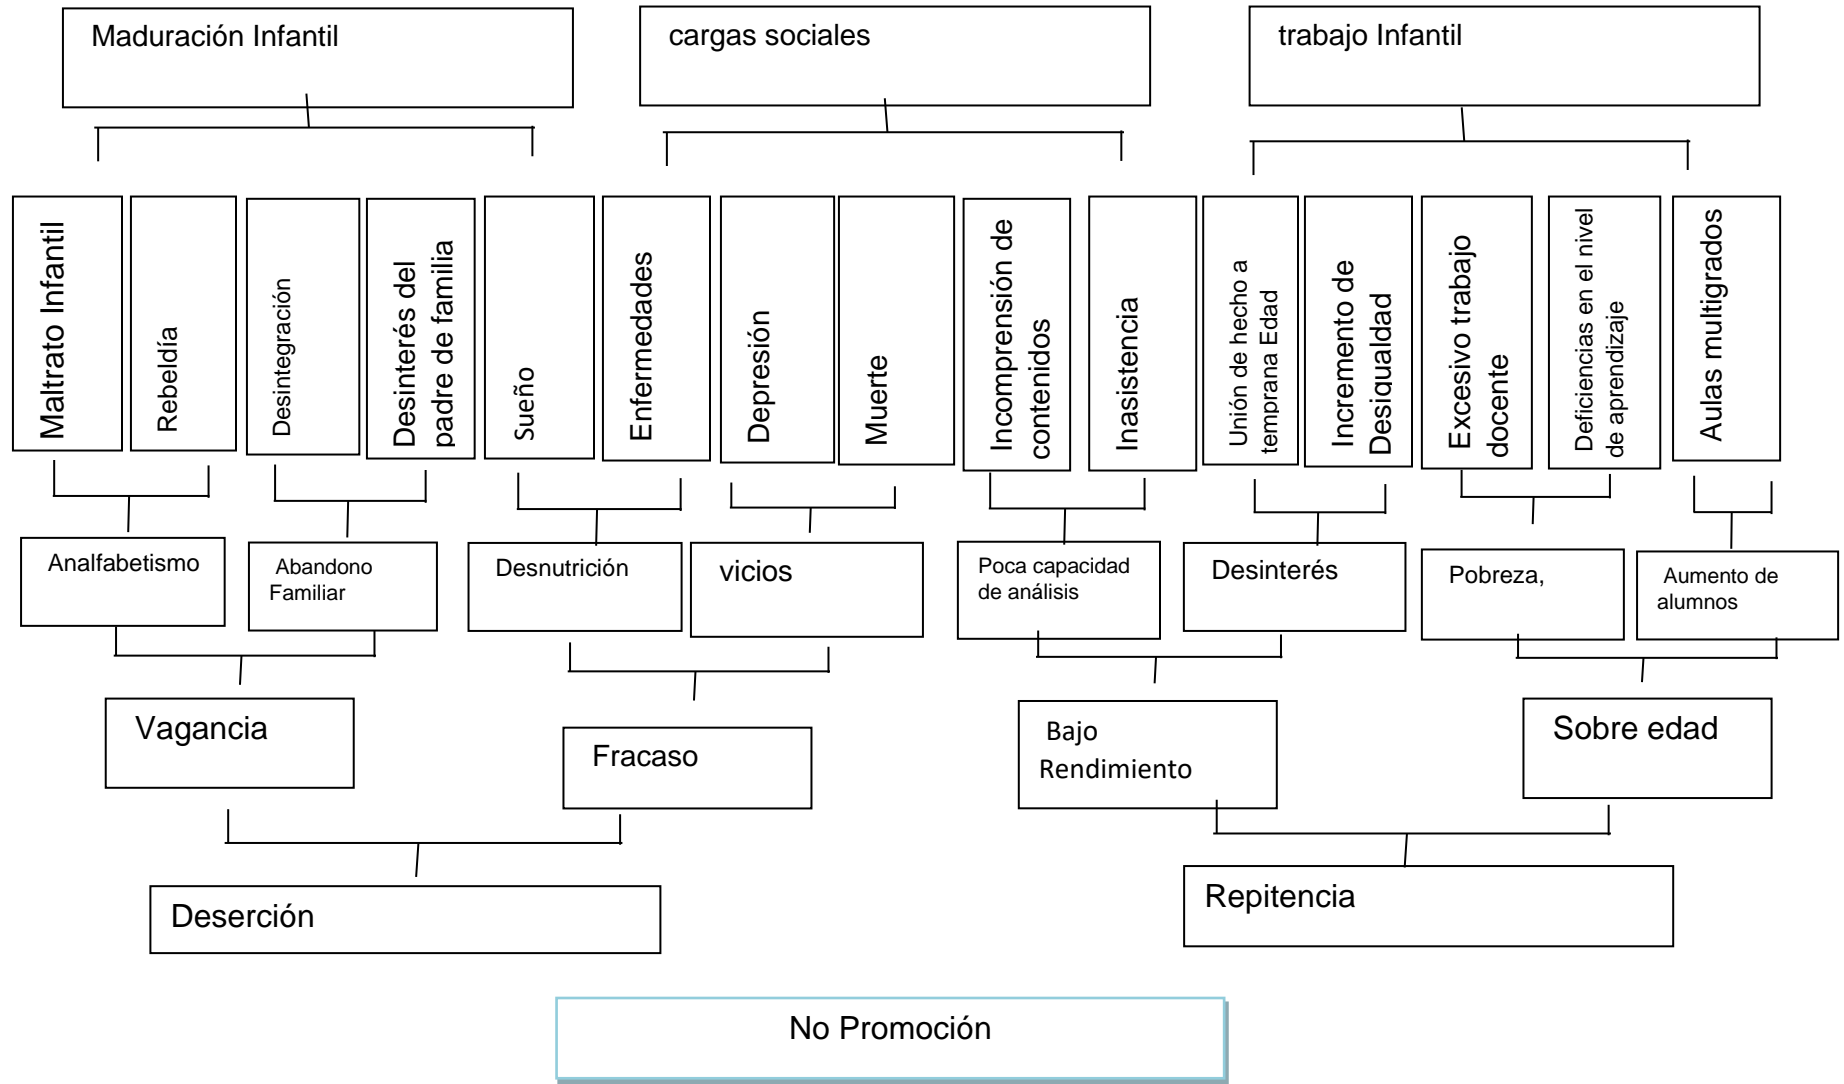 Maduración Infantil
cargas sociales
trabajo Infantil
Maltrato Infantil
Rebeldía
Desintegración
Desinterés del
padre de familia
Sueño
Enfermedades
Depresión
Muerte
Incomprensión de
contenidos
Inasistencia
Unión de hecho a
temprana Edad
Incremento de
Desigualdad
Excesivo trabajo
docente
Deficiencias en el nivel
de aprendizaje
Aulas multigrados
Analfabetismo
Abandono
Familiar
Desnutrición
vicios
Poca capacidad
de análisis
Desinterés
Pobreza,
Aumento de
alumnos
Vagancia
Fracaso
Bajo
Rendimiento
Sobre edad
Deserción
Repitencia
No Promoción